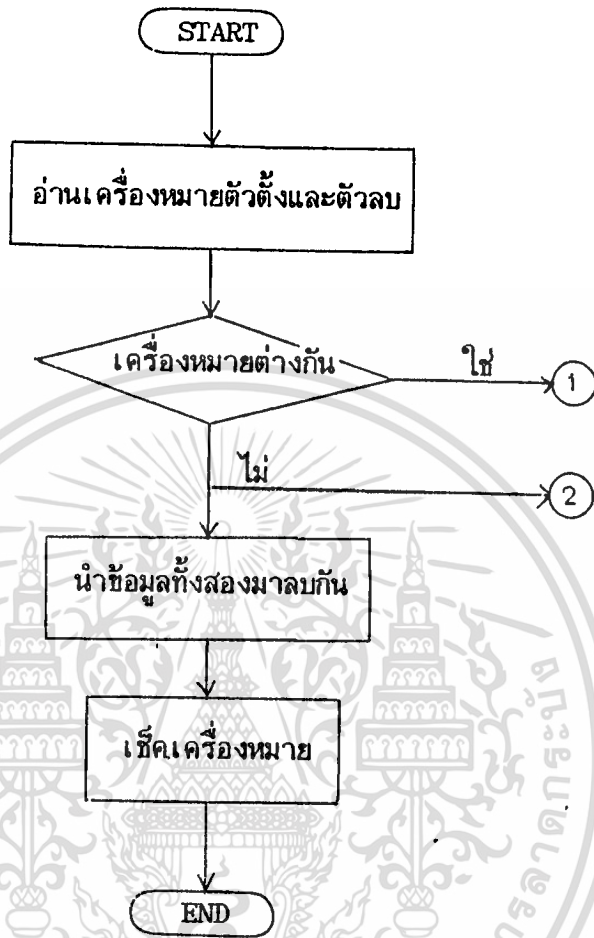 START
อ่านเครื่องหมายตัวตั้งและตัวลบ
เครื่องหมายต่างกัน
ใช่
1
ไม่
2
นำข้อมูลทั้งสองมาลบกัน
เช็คเครื่องหมาย
END